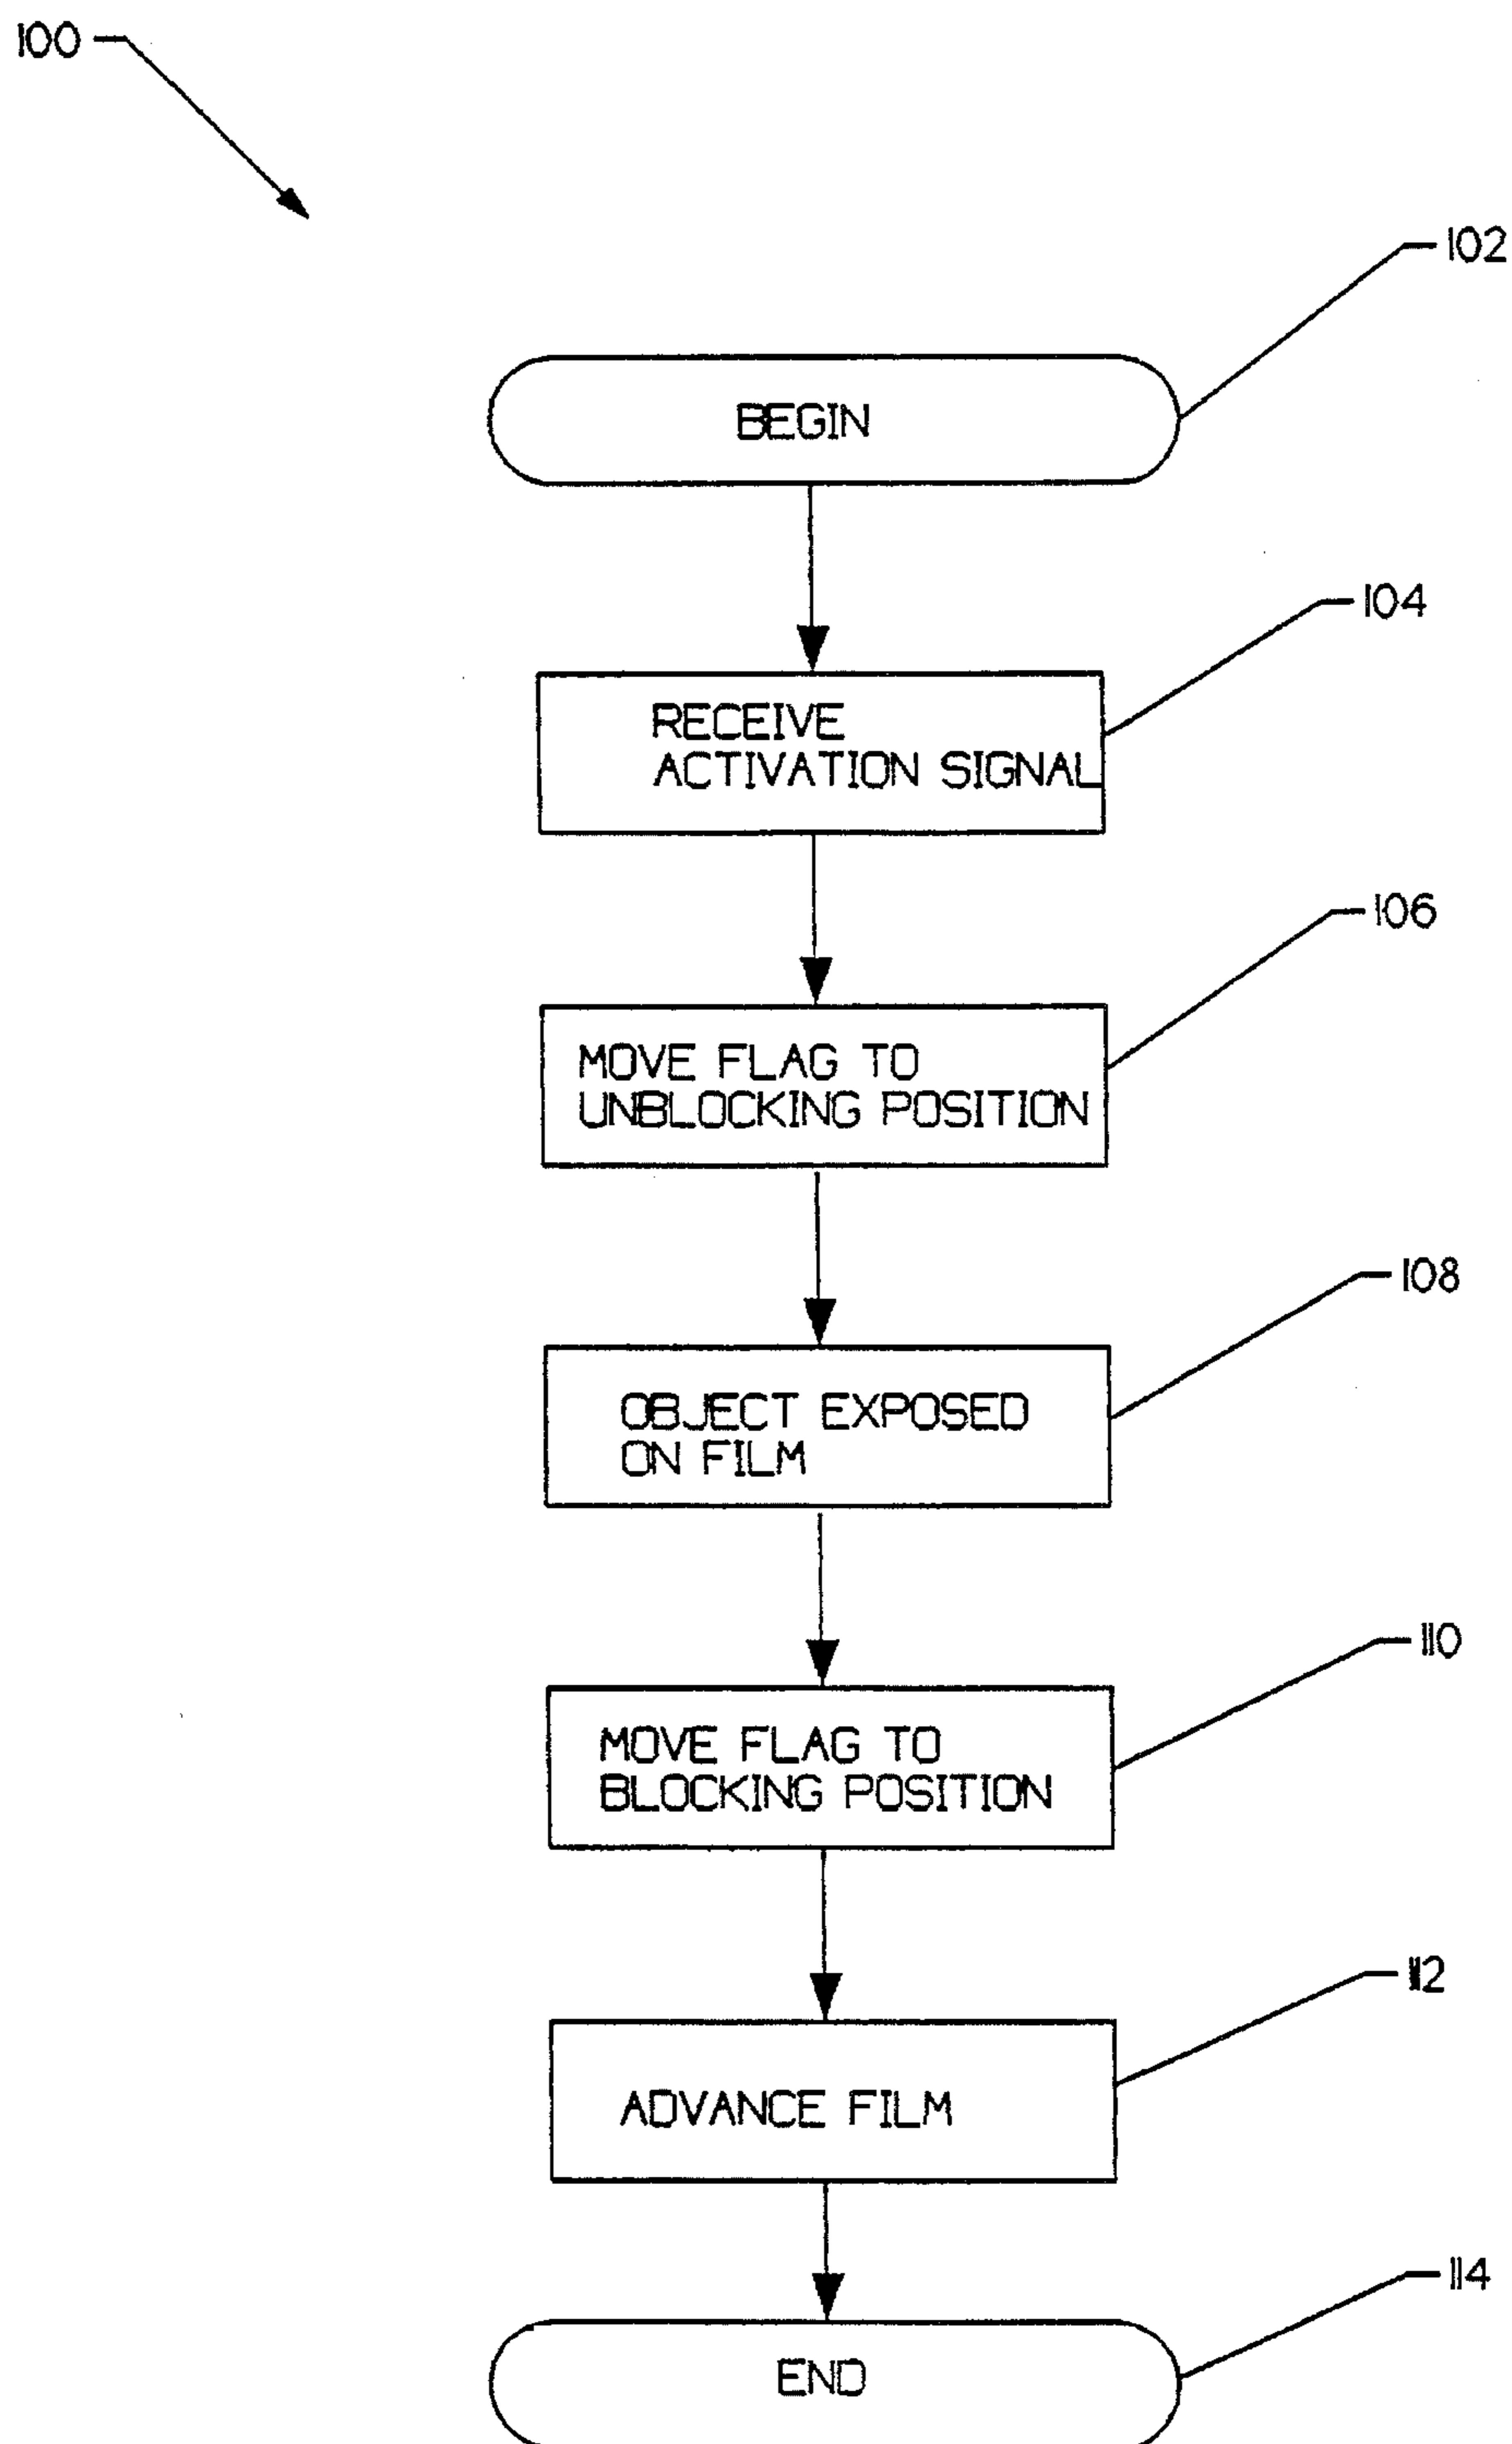 100
102
BEGIN
104
RECEIVE
ACTIVATION SIGNAL
106
MOVE FLAG TO
UNBLOCKING POSITION
108
OBJECT EXPOSED
ON FILM
110
MOVE FLAG TO
BLOCKING POSITION
112
ADVANCE FILM
114
END